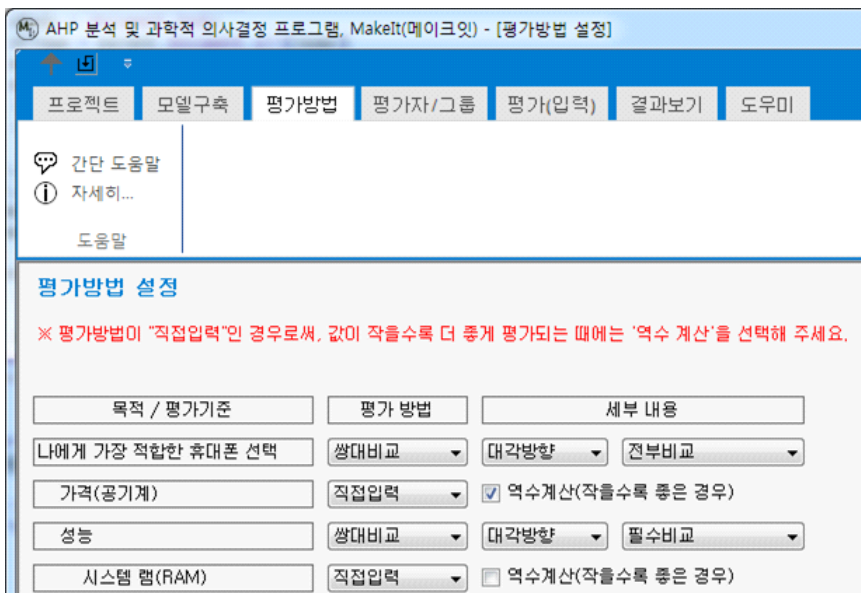 AHP 분석 및 과학적 의사결정 프로그램, MakeIt(메이크잇) - [평가방법 설정]
프로젝트 모델구축 평가방법 평가자/그룹 평가(입력) 결과보기 도우미
간단 도움말
자세히...
도움말
평가방법 설정
※ 평가방법이 "직접입력"인 경우로써, 값이 작을수록 더 좋게 평가되는 때에는 '역수 계산'을 선택해 주세요.
목적 / 평가기준 평가 방법 세부 내용
나에게 가장 적합한 휴대폰 선택 쌍대비교 대각방향 전부비교
가격(공기계) 직접입력 역수계산(작을수록 좋은 경우)
성능 쌍대비교 대각방향 필수비교
시스템 램(RAM) 직접입력 역수계산(작을수록 좋은 경우)